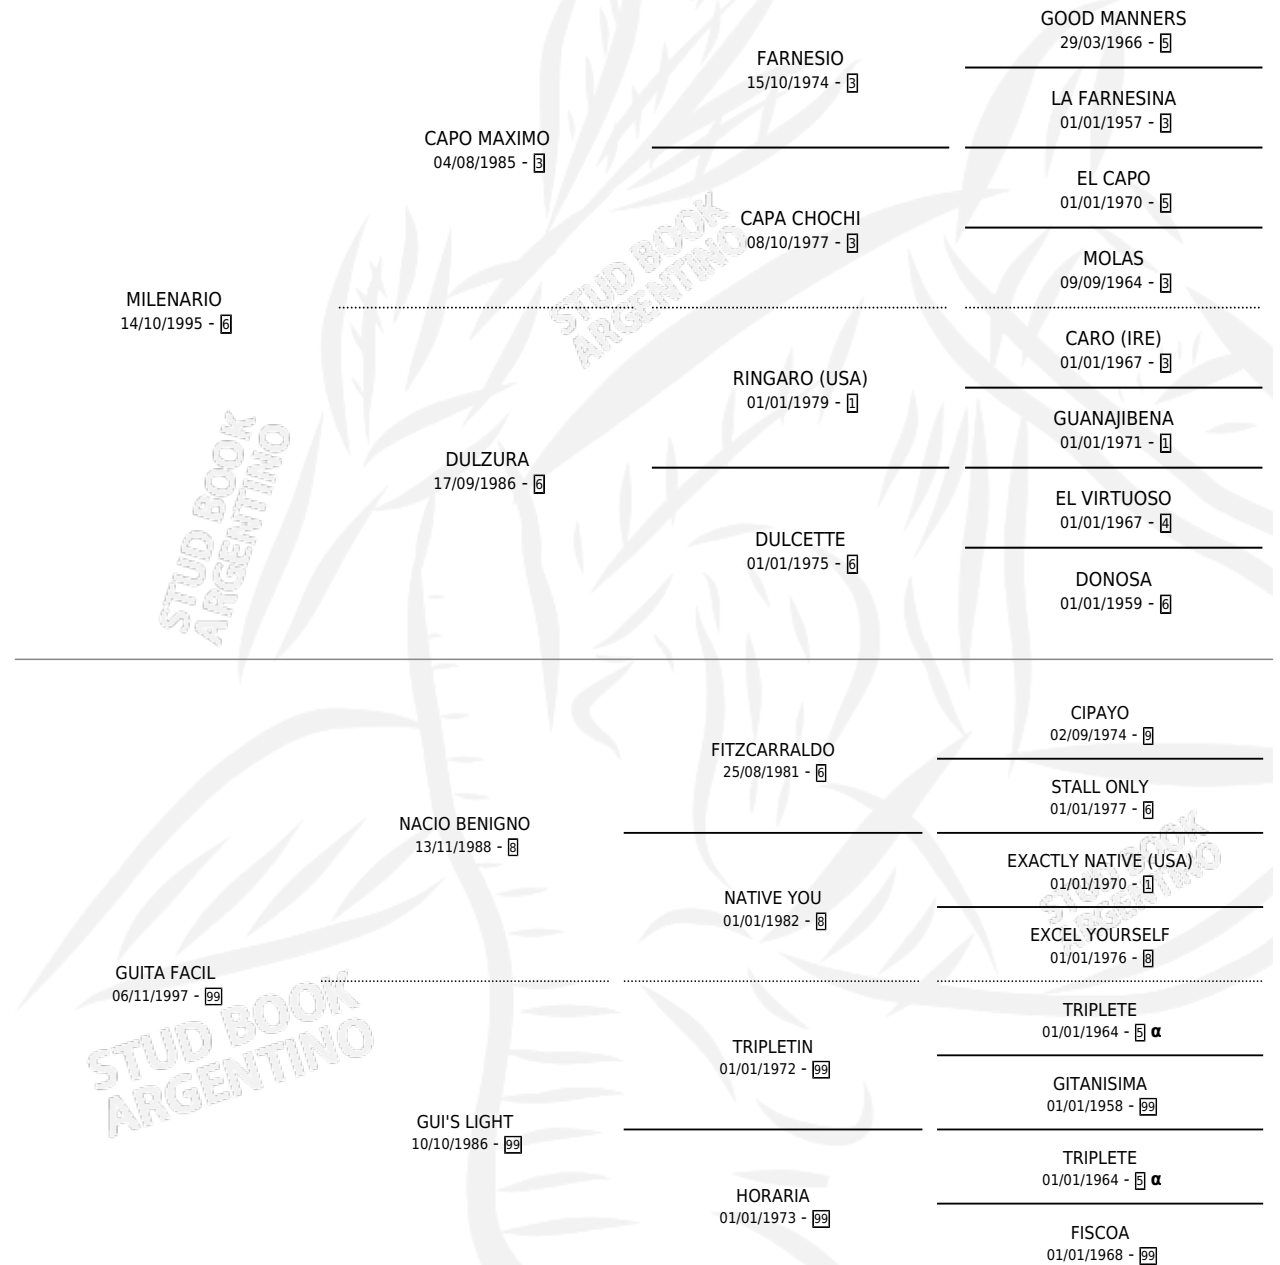 GOOD MANNERS
29/03/1966 - 5
FARNESIO
15/10/1974 - 3
LA FARNESINA
01/01/1957 - 3
CAPO MAXIMO
04/08/1985 - 3
EL CAPO
01/01/1970 - 5
CAPA CHOCHI
08/10/1977 - 3
MOLAS
09/09/1964 - 3
STUD BOOK
ARGENTINO
MILENARIO
14/10/1995 - 6
CARO (IRE)
01/01/1967 - 3
RINGARO (USA)
01/01/1979 - 1
GUANAJIBENA
01/01/1971 - 1
DULZURA
17/09/1986 - 6
EL VIRTUOSO
01/01/1967 - 4
DULCETTE
01/01/1975 - 6
DONOSA
01/01/1959 - 6
STUD BOOK
ARGENTINO
CIPAYO
02/09/1974 - 9
FITZCARRALDO
25/08/1981 - 6
STALL ONLY
01/01/1977 - 6
NACIO BENIGNO
13/11/1988 - 8
EXACTLY NATIVE (USA)
01/01/1970 - 1
NATIVE YOU
01/01/1982 - 8
EXCEL YOURSELF
01/01/1976 - 8
STUD BOOK
ARGENTINO
GUITA FACIL
06/11/1997 - 99
TRIPLETE
01/01/1964 - 5 α
TRIPLETIN
01/01/1972 - 99
GITANISIMA
01/01/1958 - 99
STUD BOOK
ARGENTINO
GUI'S LIGHT
10/10/1986 - 99
TRIPLETE
01/01/1964 - 5 α
HORARIA
01/01/1973 - 99
FISCOA
01/01/1968 - 99